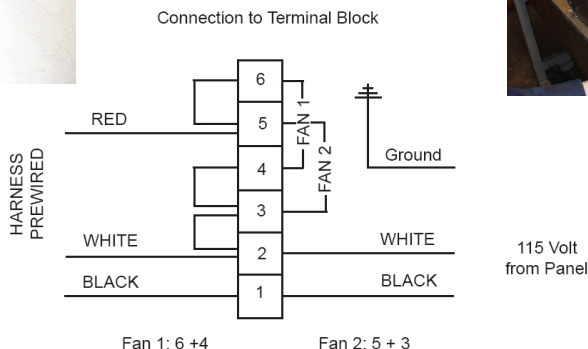 Connection to Terminal Block
6
FAN 1
RED
5
HARNESS
PREWIRED
4
FAN 2
Ground
3
WHITE
2
WHITE
115 Volt
from Panel
BLACK
1
BLACK
Fan 1: 6 +4
Fan 2: 5 + 3